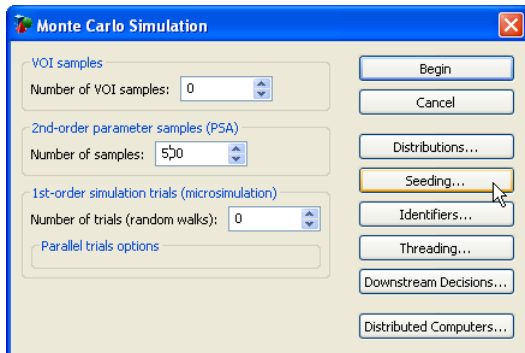 Monte Carlo Simulation
VOI samples
Number of VOI samples: 0
2nd-order parameter samples (PSA)
Number of samples: 500
1st-order simulation trials (microsimulation)
Number of trials (random walks): 0
Parallel trials options
Begin
Cancel
Distributions...
Seeding...
Identifiers...
Threading...
Downstream Decisions...
Distributed Computers...